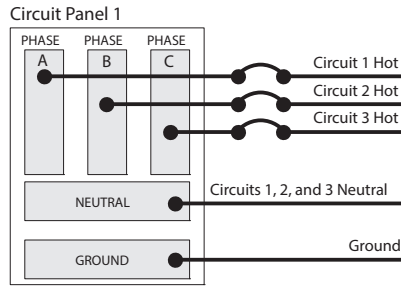 Circuit Panel 1
PHASE PHASE PHASE
A B C
Circuit 1 Hot
Circuit 2 Hot
Circuit 3 Hot
NEUTRAL
Circuits 1, 2, and 3 Neutral
GROUND
Ground